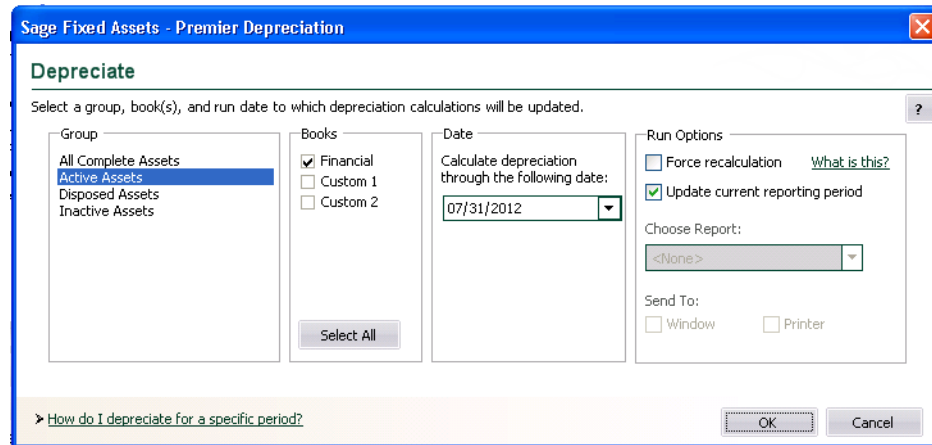 Sage Fixed Assets - Premier Depreciation
Depreciate
Select a group, book(s), and run date to which depreciation calculations will be updated.
?
Group
All Complete Assets
Active Assets
Disposed Assets
Inactive Assets
Books
Financial
Custom 1
Custom 2
Select All
Date
Calculate depreciation
through the following date:
07/31/2012
Run Options
Force recalculation What is this?
Update current reporting period
Choose Report:
<None>
Send To:
Window Printer
How do I depreciate for a specific period?
OK Cancel